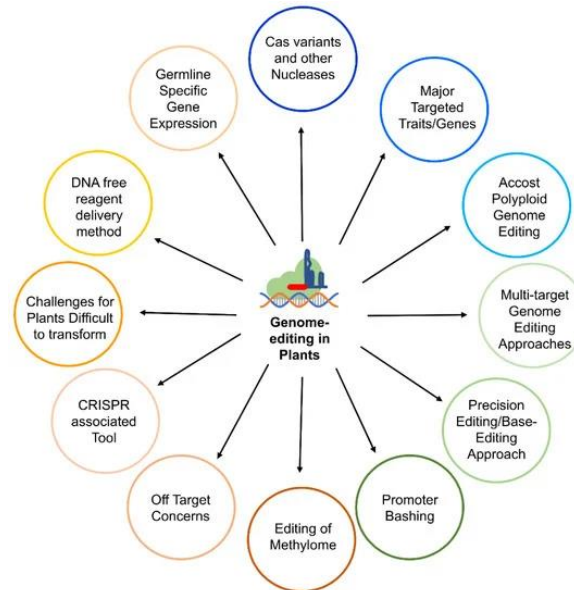 Cas variants
and other
Nucleases
Major
Targeted
Traits/Genes
Accost
Polyploid
Genome
Editing
Multi-target
Genome
Editing
Approaches
Precision
Editing/Base-
Editing
Approach
Promoter
Bashing
Editing of
Methylome
Off Target
Concerns
CRISPR
associated
Tool
Challenges for
Plants Difficult
to transform
DNA free
reagent
delivery
method
Germline
Specific
Gene
Expression
Genome-
editing in
Plants